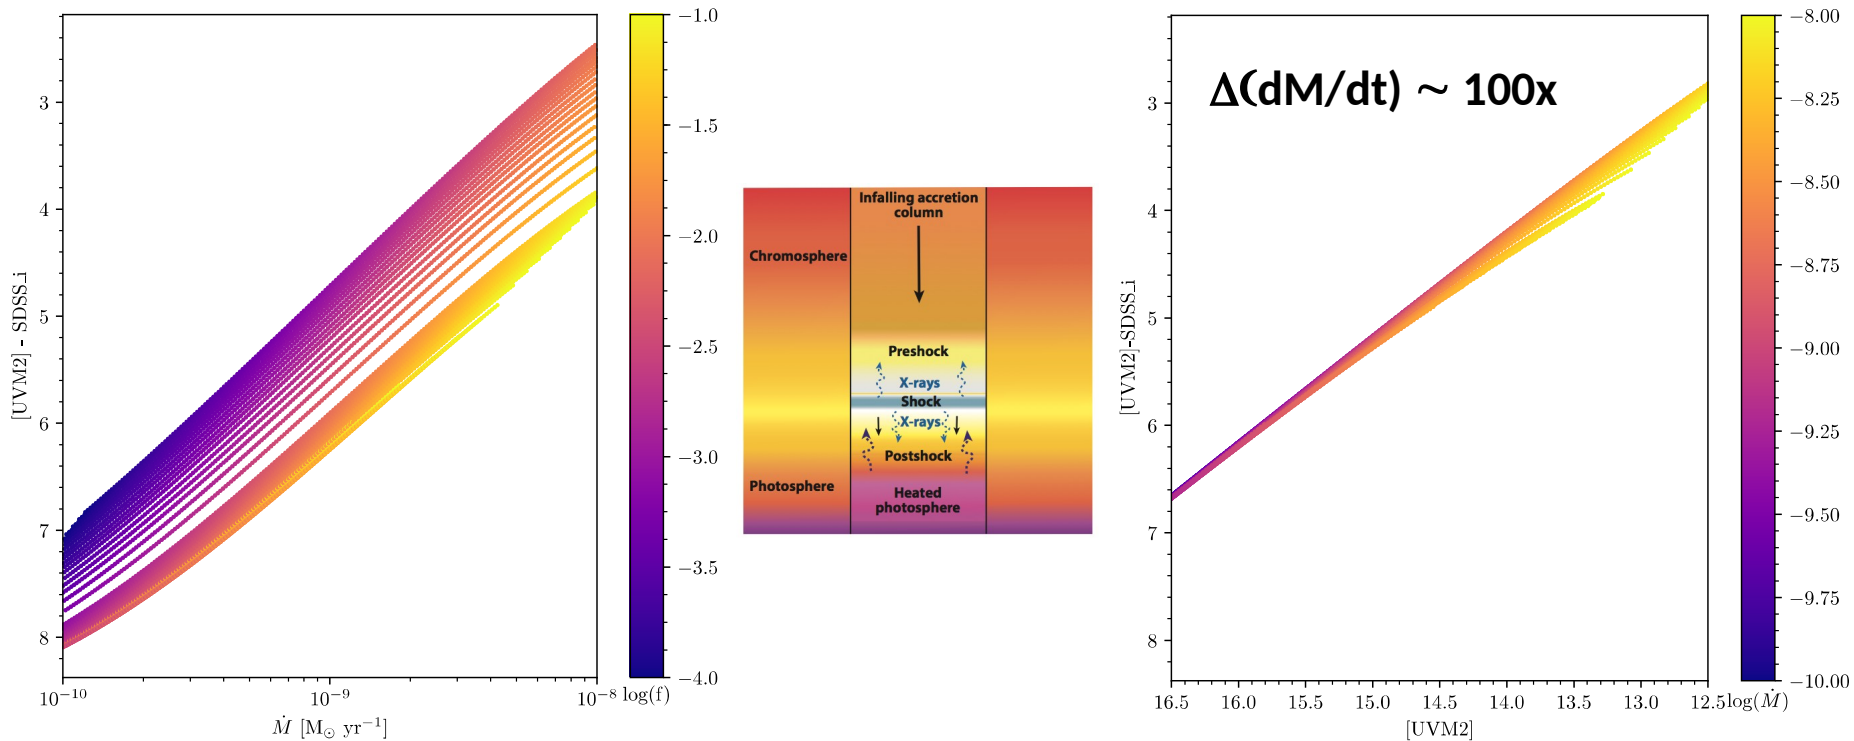 3
4
5
6
7
8
[UVM2] - SDSS_i
10⁻¹⁰
10⁻⁹
10⁻⁸
Ṁ [M☉ yr⁻¹]
−1.0
−1.5
−2.0
−2.5
−3.0
−3.5
−4.0
log(f)
Infalling accretion
column
Chromosphere
Preshock
X-rays
Shock
X-rays
Postshock
Photosphere
Heated
photosphere
Δ(dM/dt) ~ 100x
3
4
5
6
7
8
[UVM2]-SDSS_i
16.5
16.0
15.5
15.0
14.5
14.0
13.5
13.0
12.5
[UVM2]
−8.00
−8.25
−8.50
−8.75
−9.00
−9.25
−9.50
−9.75
−10.00
log(Ṁ)